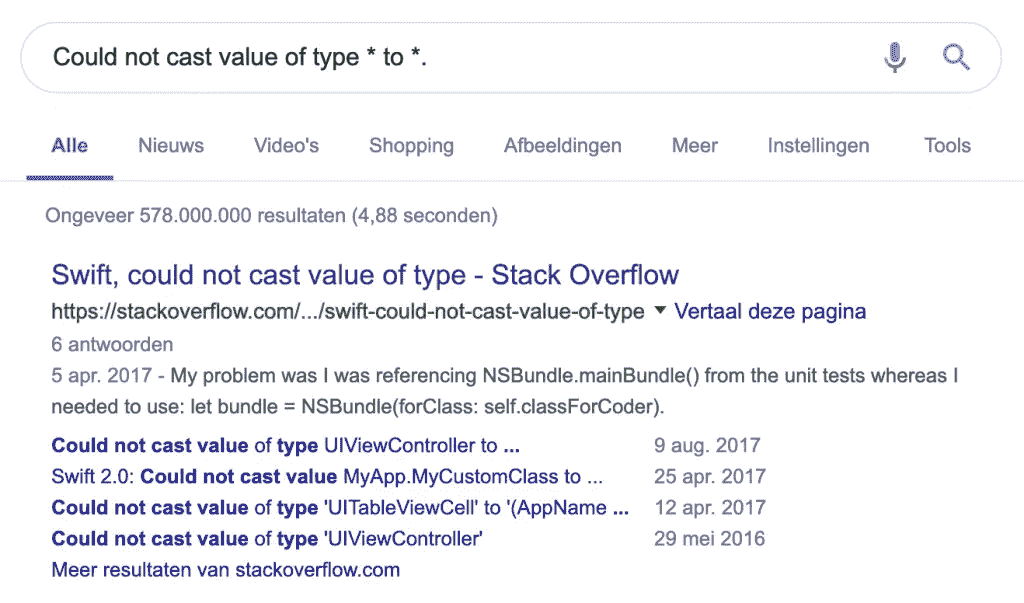 Could not cast value of type * to *.
Alle Nieuws Video's Shopping Afbeeldingen Meer Instellingen Tools
Ongeveer 578.000.000 resultaten (4,88 seconden)
Swift, could not cast value of type - Stack Overflow
https://stackoverflow.com/.../swift-could-not-cast-value-of-type ▼ Vertaal deze pagina
6 antwoorden
5 apr. 2017 - My problem was I was referencing NSBundle.mainBundle() from the unit tests whereas I
needed to use: let bundle = NSBundle(forClass: self.classForCoder).
Could not cast value of type UIViewController to ... 9 aug. 2017
Swift 2.0: Could not cast value MyApp.MyCustomClass to ... 25 apr. 2017
Could not cast value of type 'UITableViewCell' to '(AppName ... 12 apr. 2017
Could not cast value of type 'UIViewController' 29 mei 2016
Meer resultaten van stackoverflow.com